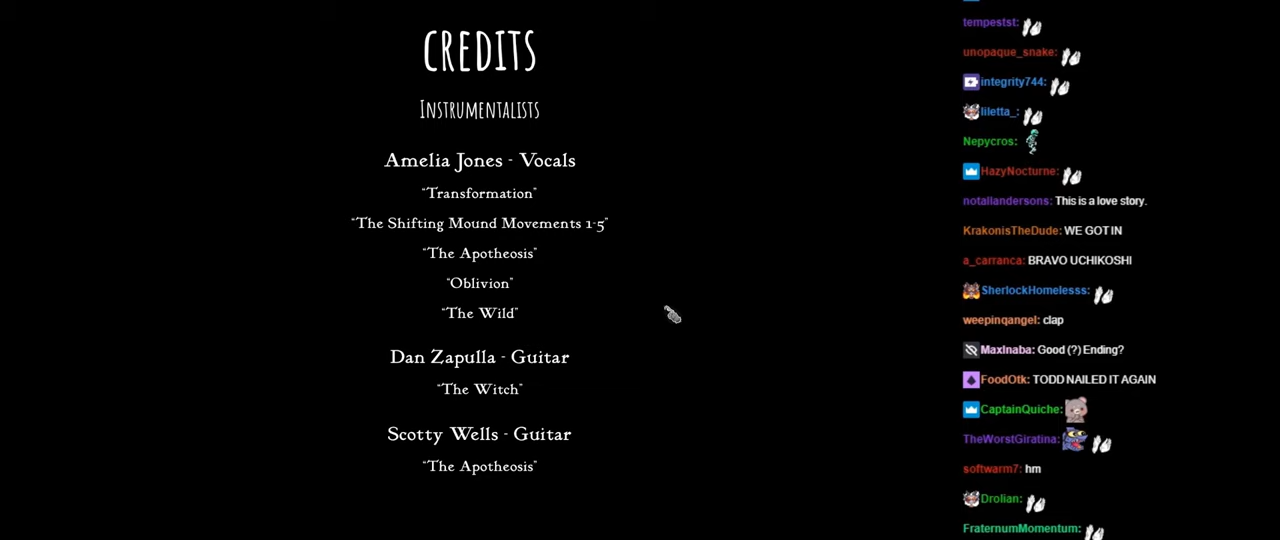 CREDITS
Instrumentalists
Amelia Jones - Vocals
"Transformation"
"The Shifting Mound Movements 1-5"
"The Apotheosis"
"Oblivion"
"The Wild"
Dan Zapulla - Guitar
"The Witch"
Scotty Wells - Guitar
"The Apotheosis"
tempestst:
unopaque_snake:
integrity744:
liletta_:
Nepycros:
HazyNocturne:
notallandersons: This is a love story.
KrakonisTheDude: WE GOT IN
a_carranca: BRAVO UCHIKOSHI
SherlockHomelesss:
weepinqangel: clap
MaxInaba: Good (?) Ending?
FoodOtk: TODD NAILED IT AGAIN
CaptainQuiche:
TheWorstGiratina:
softwarm7: hm
Drolian:
FraternumMomentum: